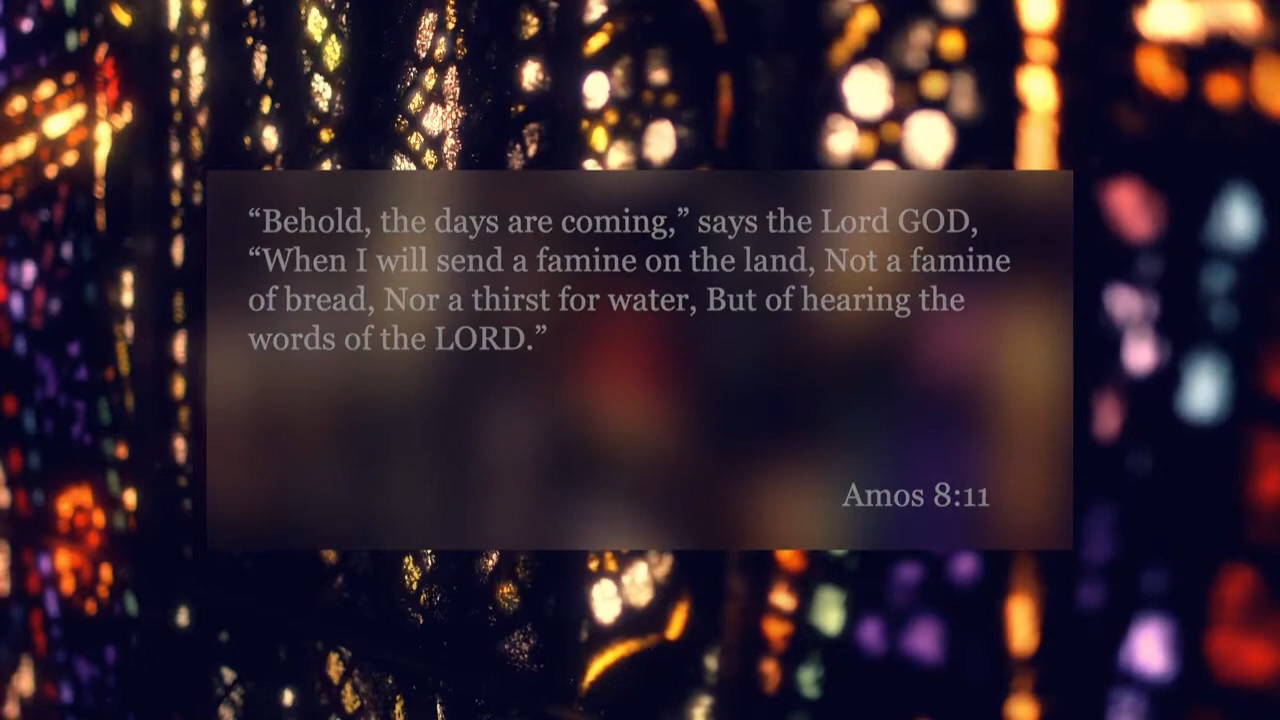 “Behold, the days are coming,” says the Lord GOD,
“When I will send a famine on the land, Not a famine
of bread, Nor a thirst for water, But of hearing the
words of the LORD.”
Amos 8:11